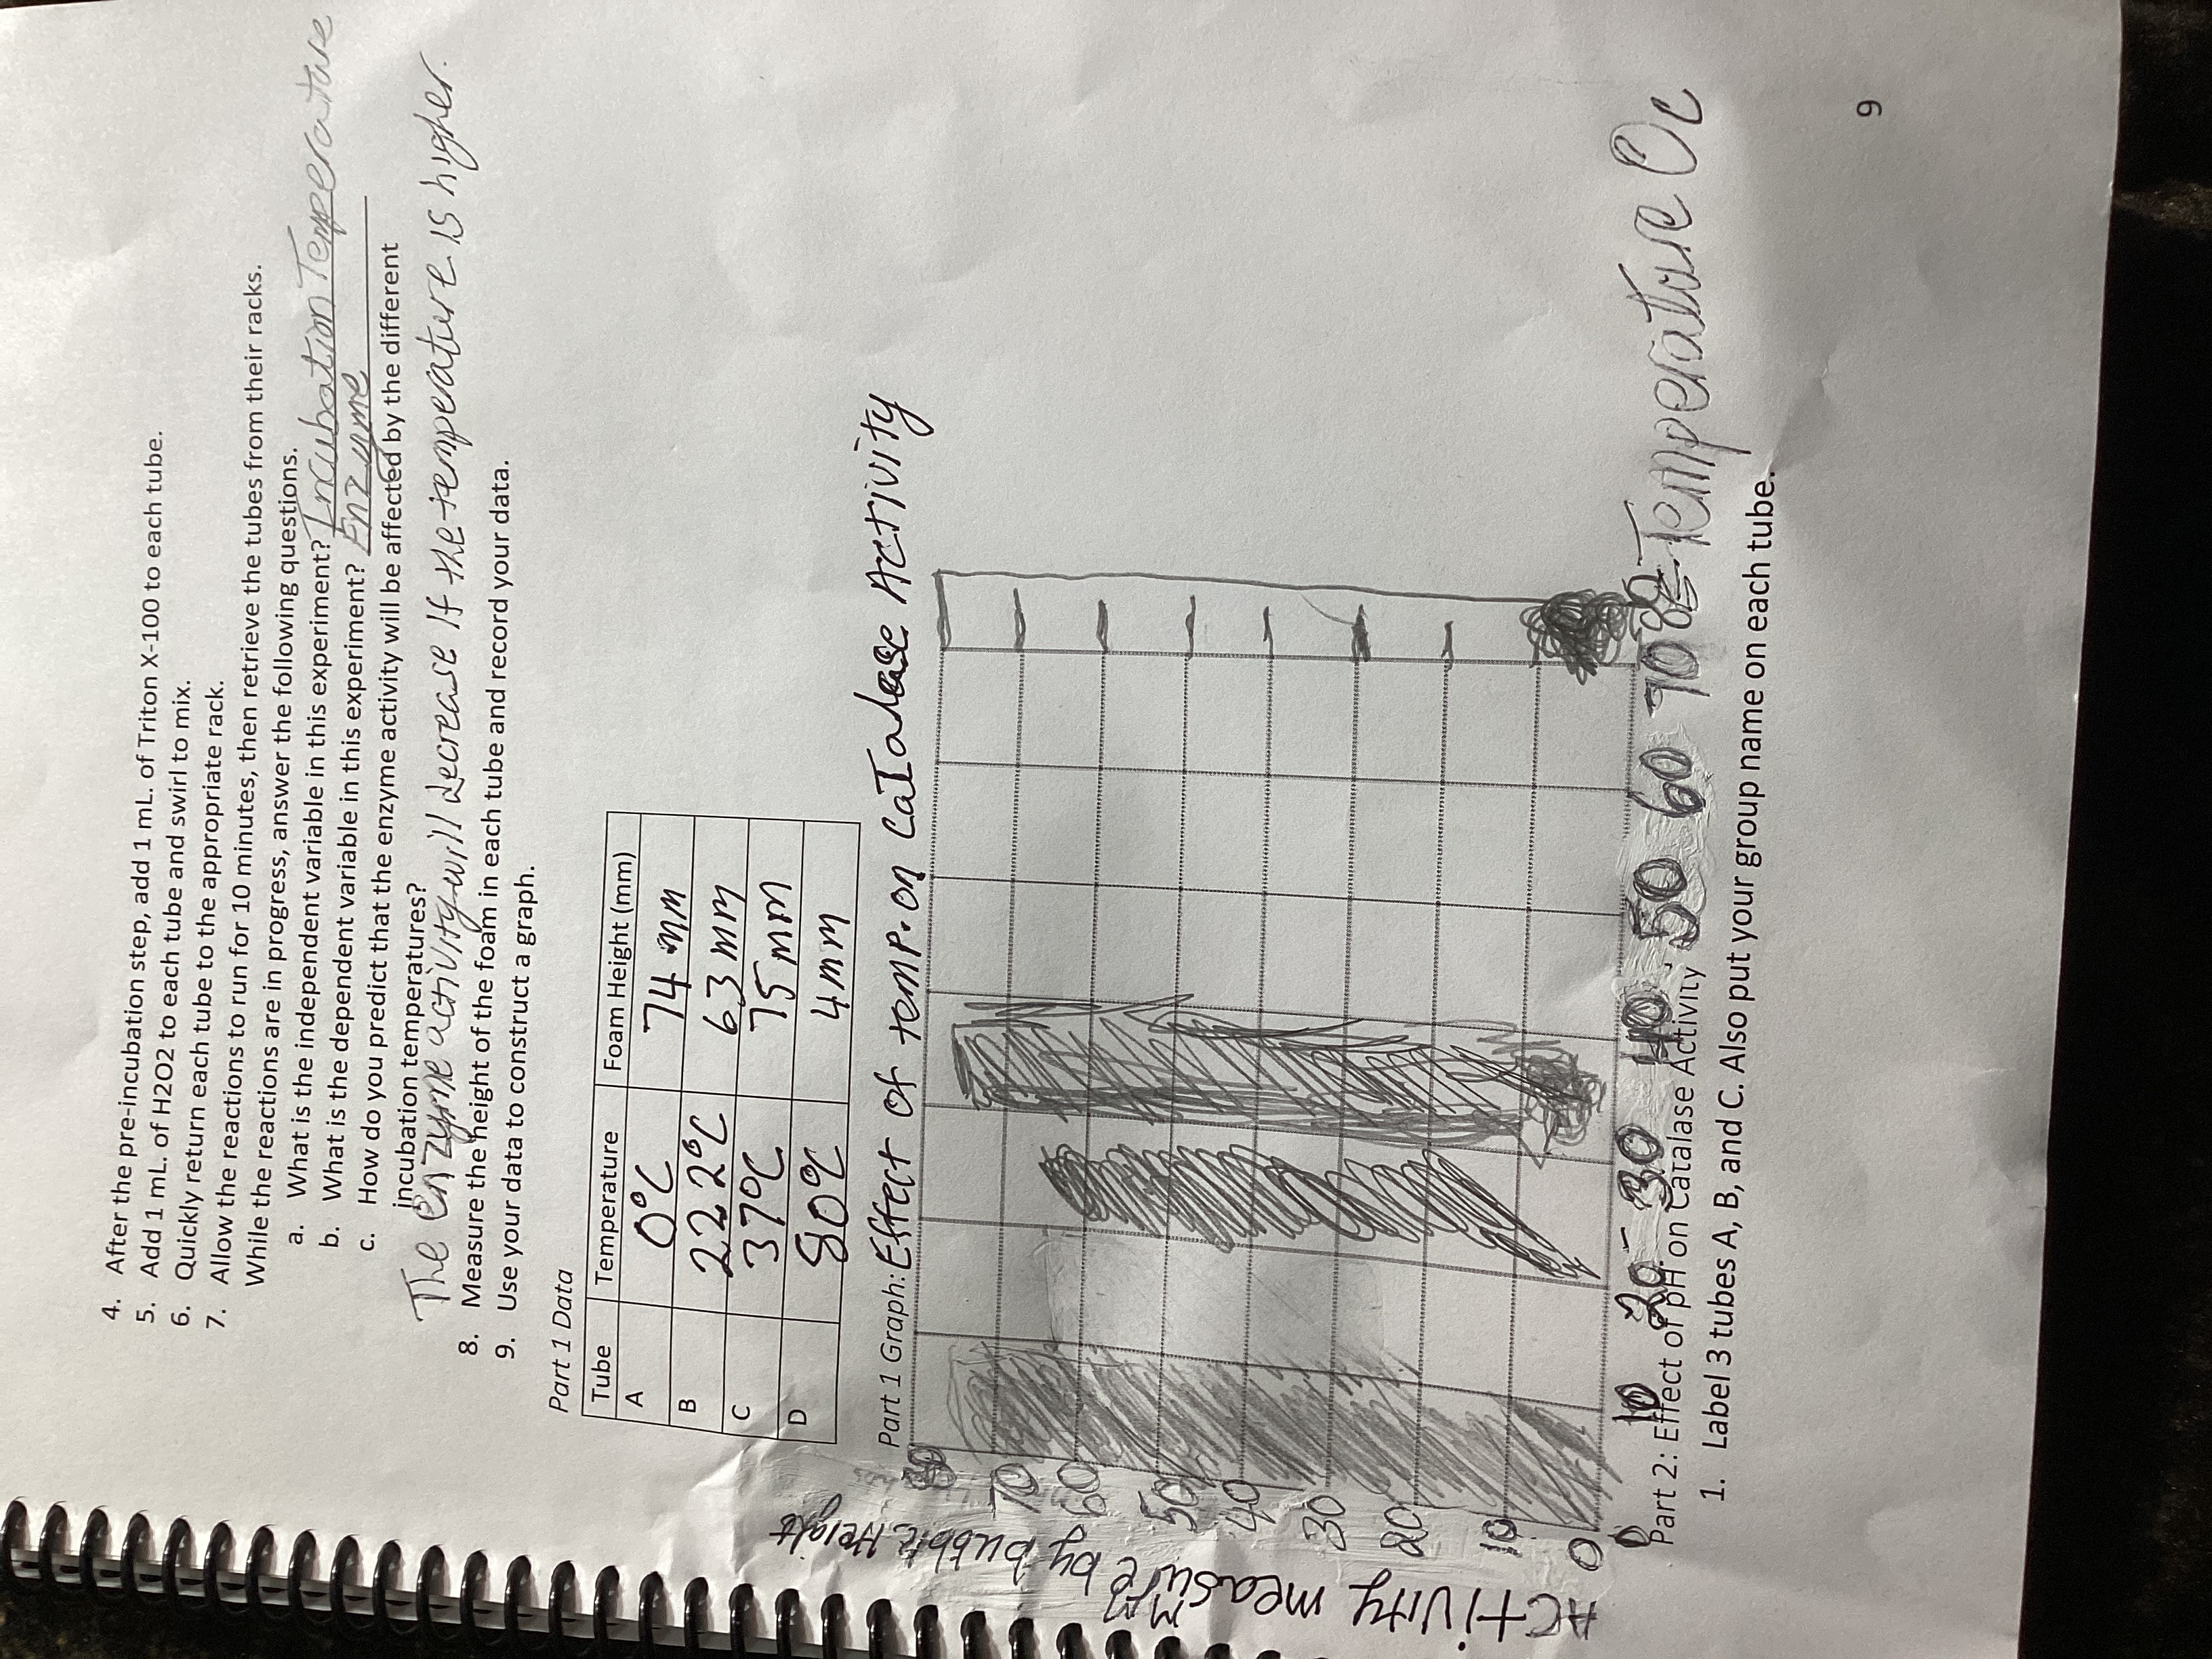 4. After the pre-incubation step, add 1 mL. of Triton X-100 to each tube.
5. Add 1 mL. of H2O2 to each tube and swirl to mix.
6. Quickly return each tube to the appropriate rack.
7. Allow the reactions to run for 10 minutes, then retrieve the tubes from their racks.
While the reactions are in progress, answer the following questions.
a. What is the independent variable in this experiment? Incubation Temperature
b. What is the dependent variable in this experiment? Enzyme
c. How do you predict that the enzyme activity will be affected by the different
incubation temperatures?
The enzyme activity will decrease If the temperature is higher.
8. Measure the height of the foam in each tube and record your data.
9. Use your data to construct a graph.
Part 1 Data
Tube Temperature Foam Height (mm)
A 0°C 74 mm
B 22.2°C 63 mm
C 37°C 75 mm
D 80°C 4 mm
Part 1 Graph: Effect of temp. on CaTalase Activity
ACtiVity measure by bubble Height
MM
80
70
60
50
40
30
20
10
0
0 10 20 30 40 50 60 70 80 Temperature Oc
Part 2: Effect of pH on Catalase Activity
1. Label 3 tubes A, B, and C. Also put your group name on each tube.
9